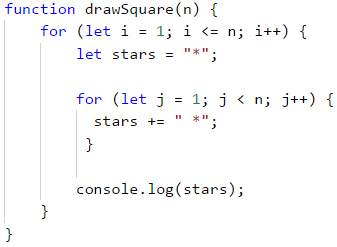 function drawSquare(n) {
    for (let i = 1; i <= n; i++) {
        let stars = "*";

        for (let j = 1; j < n; j++) {
          stars += " *";
         }

        console.log(stars);
    }
}